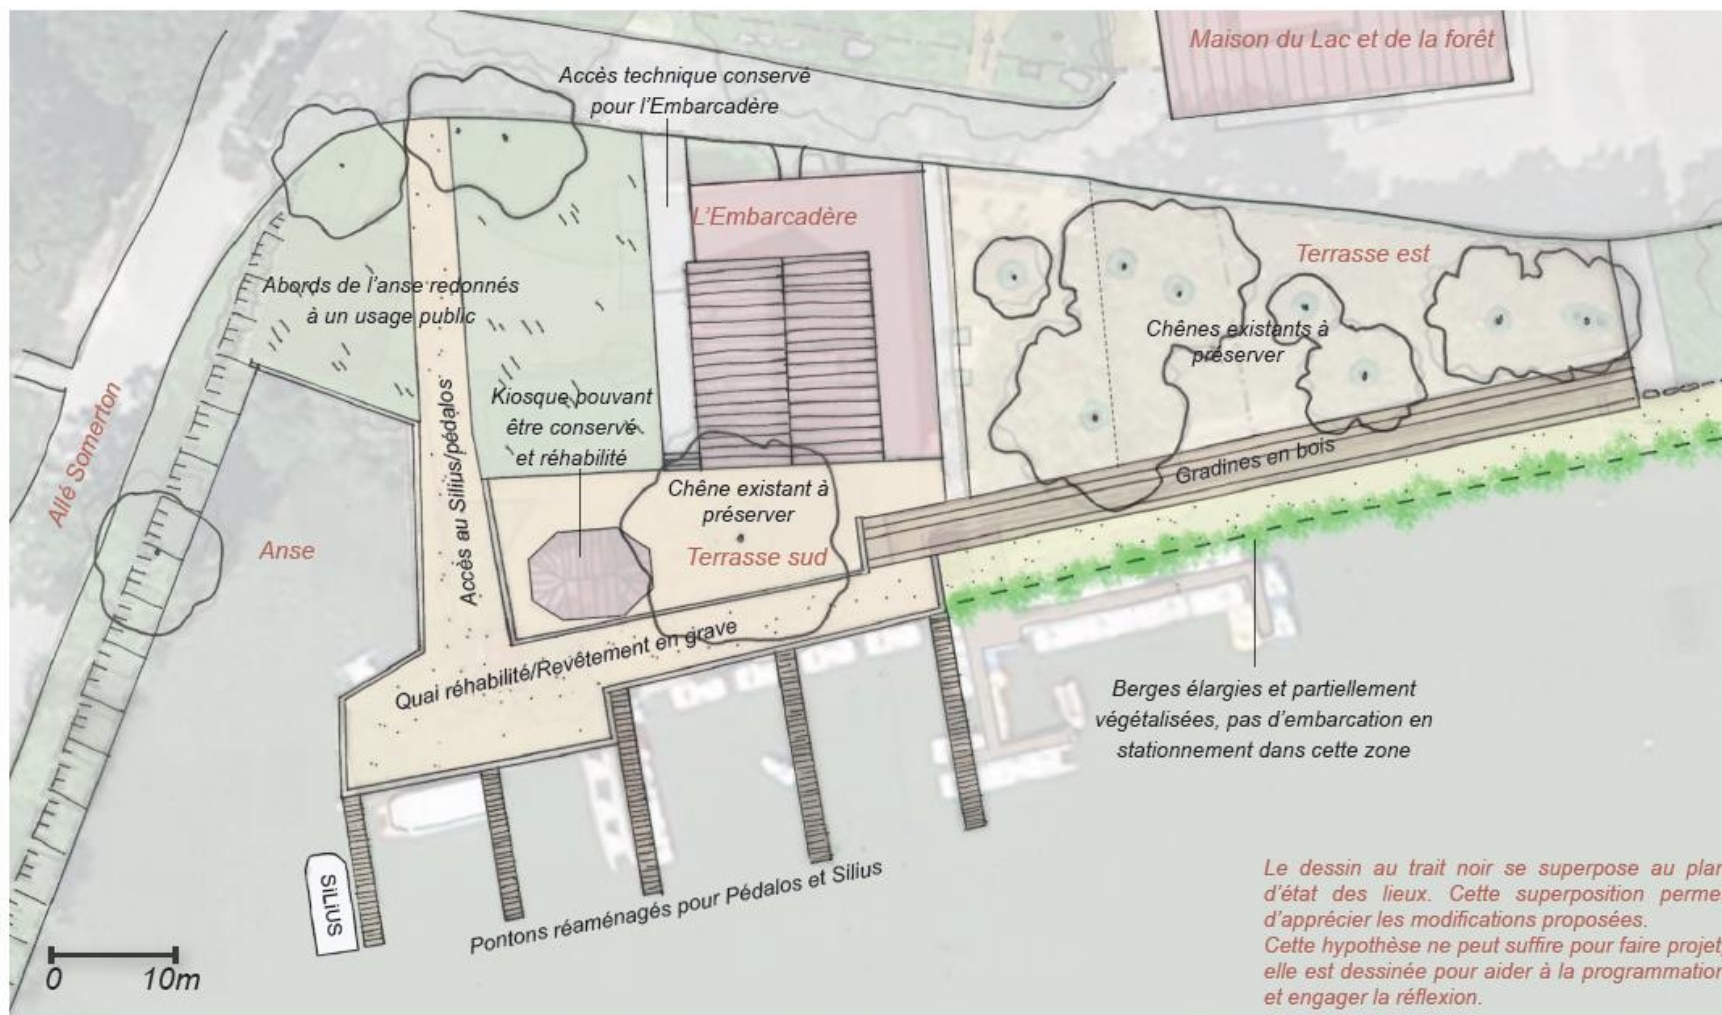 Maison du Lac et de la forêt
Accès technique conservé
pour l'Embarcadère
L'Embarcadère
Terrasse est
Abords de l'anse redonnés
à un usage public
Chênes existants à
préserver
Allé Somerton
Accès au Silius/pédalos
Kiosque pouvant
être conservé
et réhabilité
Gradines en bois
Chêne existant à
préserver
Anse
Terrasse sud
Quai réhabilité/Revêtement en grave
Berges élargies et partiellement
végétalisées, pas d'embarcation en
stationnement dans cette zone
SiLiUS
Pontons réaménagés pour Pédalos et Silius
0 10m
Le dessin au trait noir se superpose au plan
d'état des lieux. Cette superposition perme
d'apprécier les modifications proposées.
Cette hypothèse ne peut suffire pour faire projet,
elle est dessinée pour aider à la programmation
et engager la réflexion.